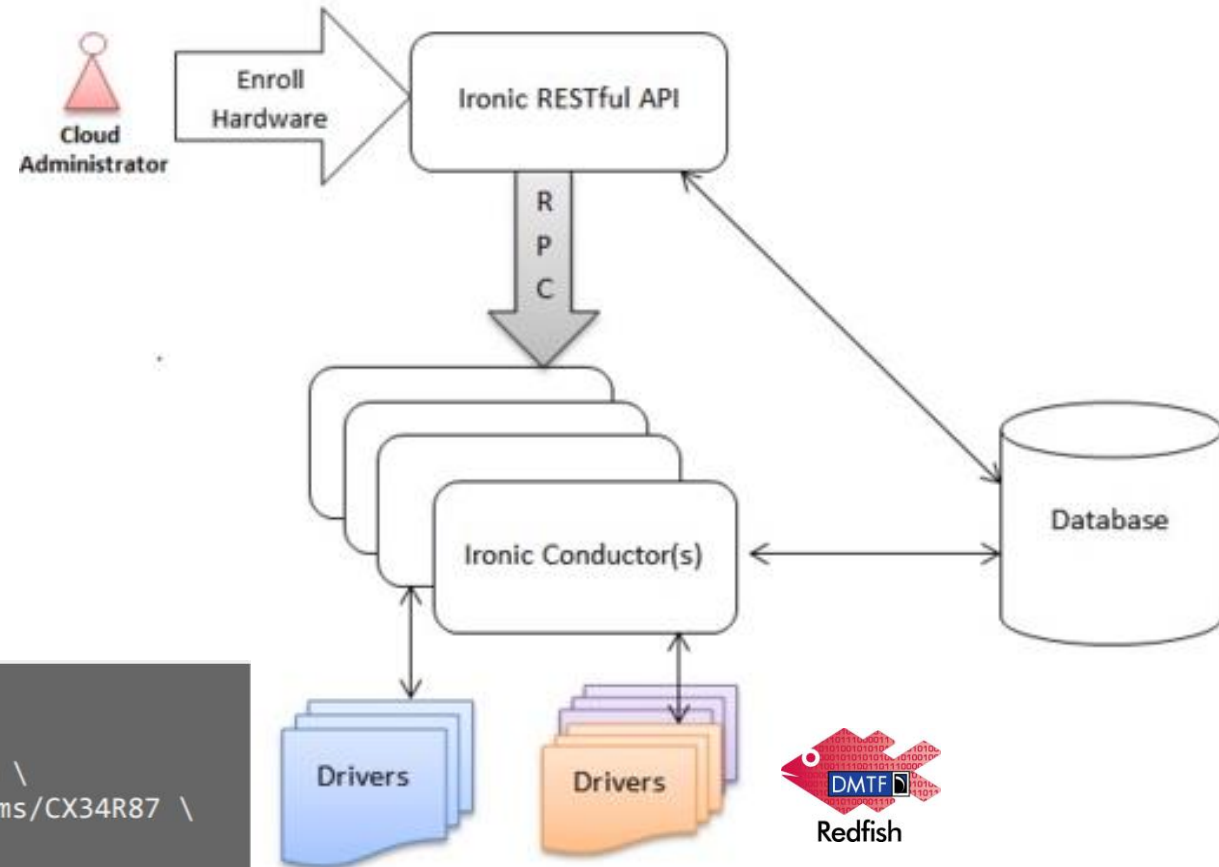 Cloud
Administrator
Enroll
Hardware
Ironic RESTful API
R
P
C
Ironic Conductor(s)
Database
\
ms/CX34R87 \
Drivers
Drivers
DMTF
Redfish